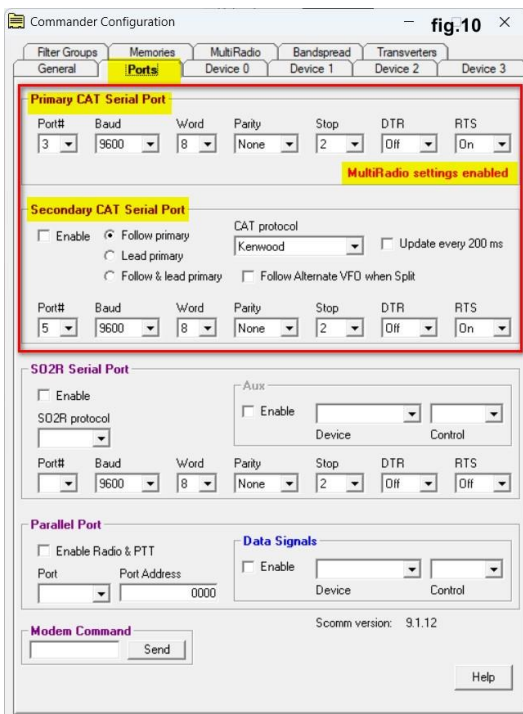 Commander Configuration
fig.10
Filter Groups Memories MultiRadio Bandspread Transverters
General Ports Device 0 Device 1 Device 2 Device 3
Primary CAT Serial Port
Port# Baud Word Parity Stop DTR RTS
3 9600 8 None 2 Off On
MultiRadio settings enabled
Secondary CAT Serial Port
Enable Follow primary CAT protocol
Lead primary Kenwood Update every 200 ms
Follow & lead primary Follow Alternate VFO when Split
Port# Baud Word Parity Stop DTR RTS
5 9600 8 None 2 Off On
SO2R Serial Port
Enable Aux
SO2R protocol Enable
Device Control
Port# Baud Word Parity Stop DTR RTS
9600 8 None 2 Off Off
Parallel Port
Enable Radio & PTT Data Signals
Port Port Address Enable
0000 Device Control
Modem Command Scomm version: 9.1.12
Send
Help